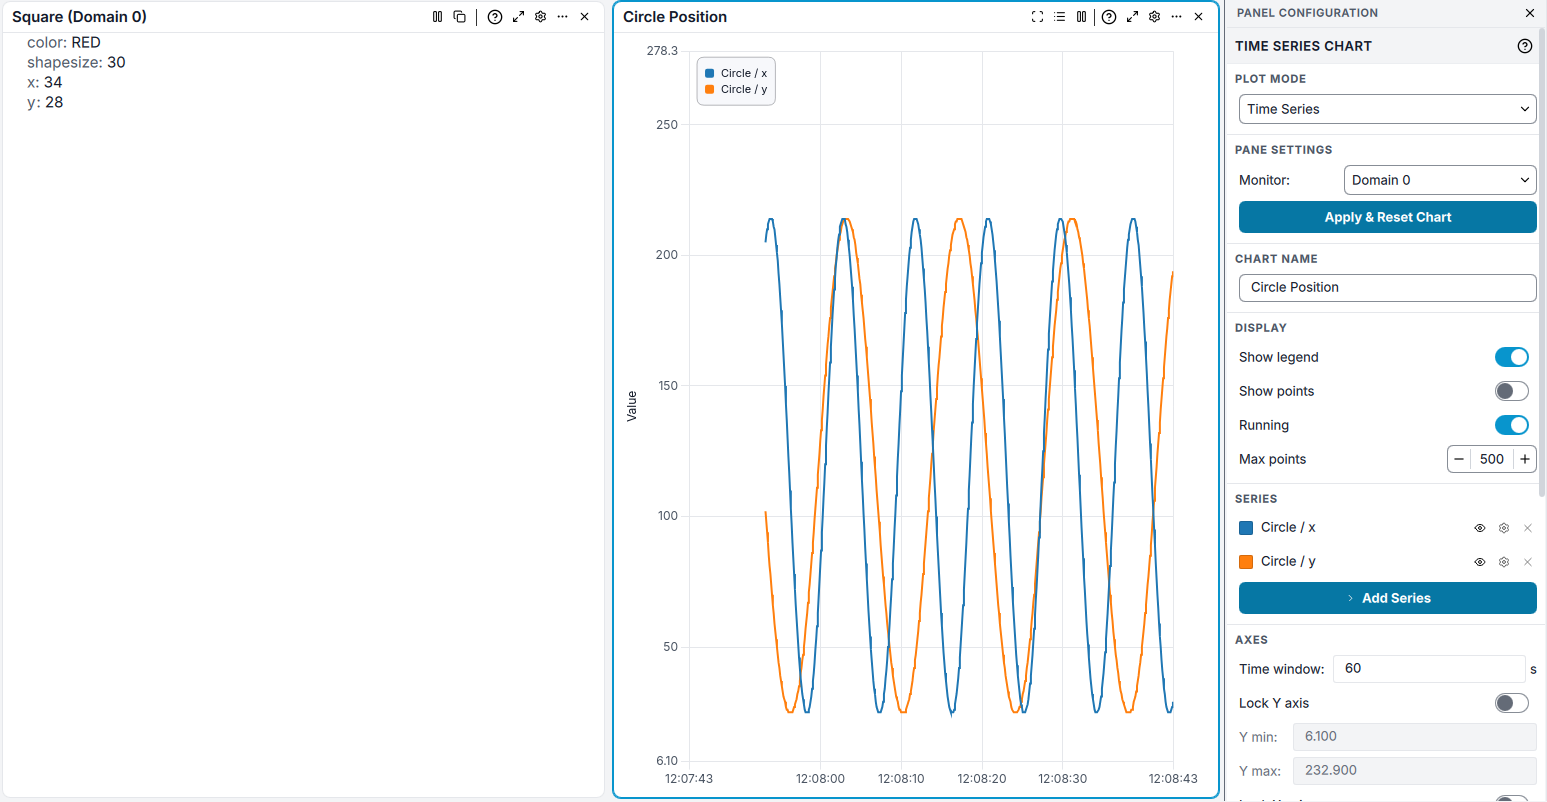 Square (Domain 0)
color: RED
shapesize: 30
x: 34
y: 28
Circle Position
278.3
250
200
150
100
50
6.10
Value
Circle / x
Circle / y
12:07:43
12:08:00
12:08:10
12:08:20
12:08:30
12:08:43
PANEL CONFIGURATION
TIME SERIES CHART
PLOT MODE
Time Series
PANE SETTINGS
Monitor: Domain 0
Apply & Reset Chart
CHART NAME
Circle Position
DISPLAY
Show legend
Show points
Running
Max points − 500 +
SERIES
Circle / x
Circle / y
Add Series
AXES
Time window: 60 s
Lock Y axis
Y min: 6.100
Y max: 232.900